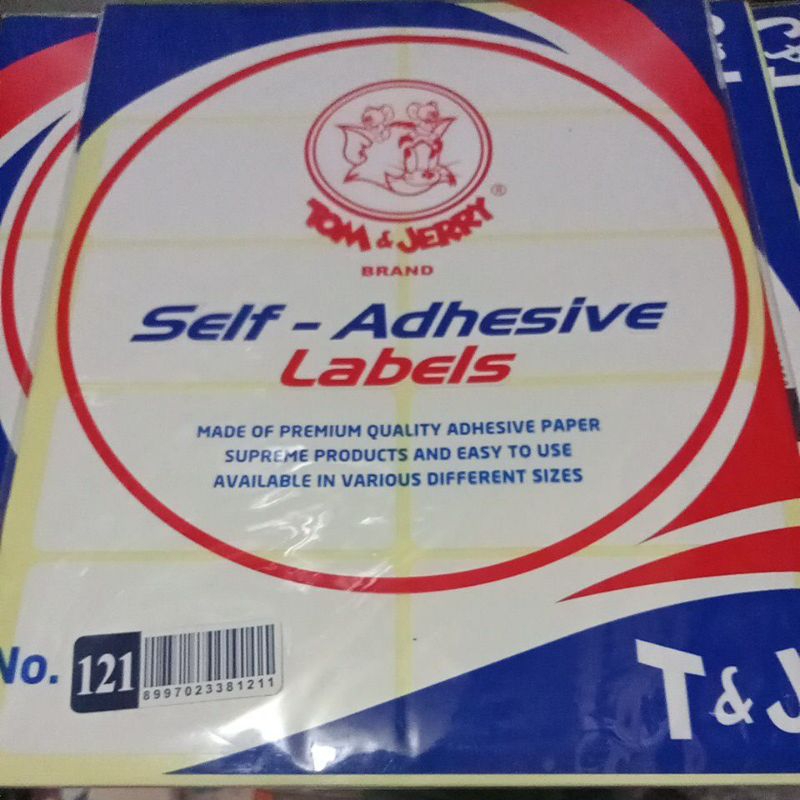 TOM & JERRY ®
BRAND
Self - Adhesive
Labels
MADE OF PREMIUM QUALITY ADHESIVE PAPER
SUPREME PRODUCTS AND EASY TO USE
AVAILABLE IN VARIOUS DIFFERENT SIZES
No. 121
8997023381211
T&J
T&J
T&J